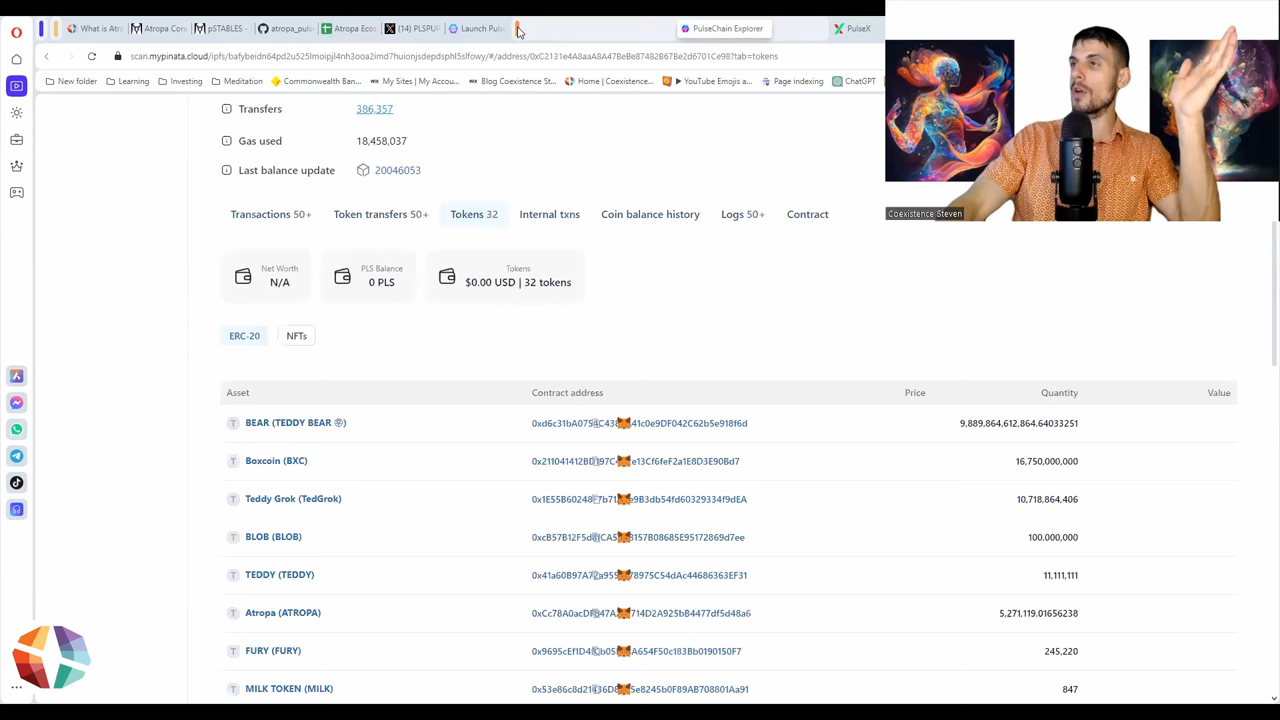 What is Atro
Atropa Cor
pSTABLES -
atropa_puls
Atropa Eco
(14) PLSPUP
Launch Puls
PulseChain Explorer
PulseX
scan.mypinata.cloud/ipfs/bafybeidn64pd2u525lmoipjl4nh3ooa2imd7huionjsdepdsphl5slfowy/#/address/0xC2131e4A8aaA8A47BeBe87482B67Be2d6701Ce98?tab=tokens
New folder
Learning
Investing
Meditation
Commonwealth Ban...
My Sites | My Accou...
Blog Coexistence St...
Home | Coexistence...
YouTube Emojis a...
Page indexing
ChatGPT
Transfers 386,357
Gas used 18,458,037
Last balance update 20046053
Coexistence Steven
Transactions 50+ Token transfers 50+ Tokens 32 Internal txns Coin balance history Logs 50+ Contract
Net Worth
N/A
PLS Balance
0 PLS
Tokens
$0.00 USD | 32 tokens
ERC-20 NFTs
Asset Contract address Price Quantity Value
BEAR (TEDDY BEAR ㉾) 9,889,864,612,864.64033251
Boxcoin (BXC) 16,750,000,000
Teddy Grok (TedGrok) 10,718,864,406
BLOB (BLOB) 100,000,000
TEDDY (TEDDY) 11,111,111
Atropa (ATROPA) 5,271,119.01656238
FURY (FURY) 245,220
MILK TOKEN (MILK) 847